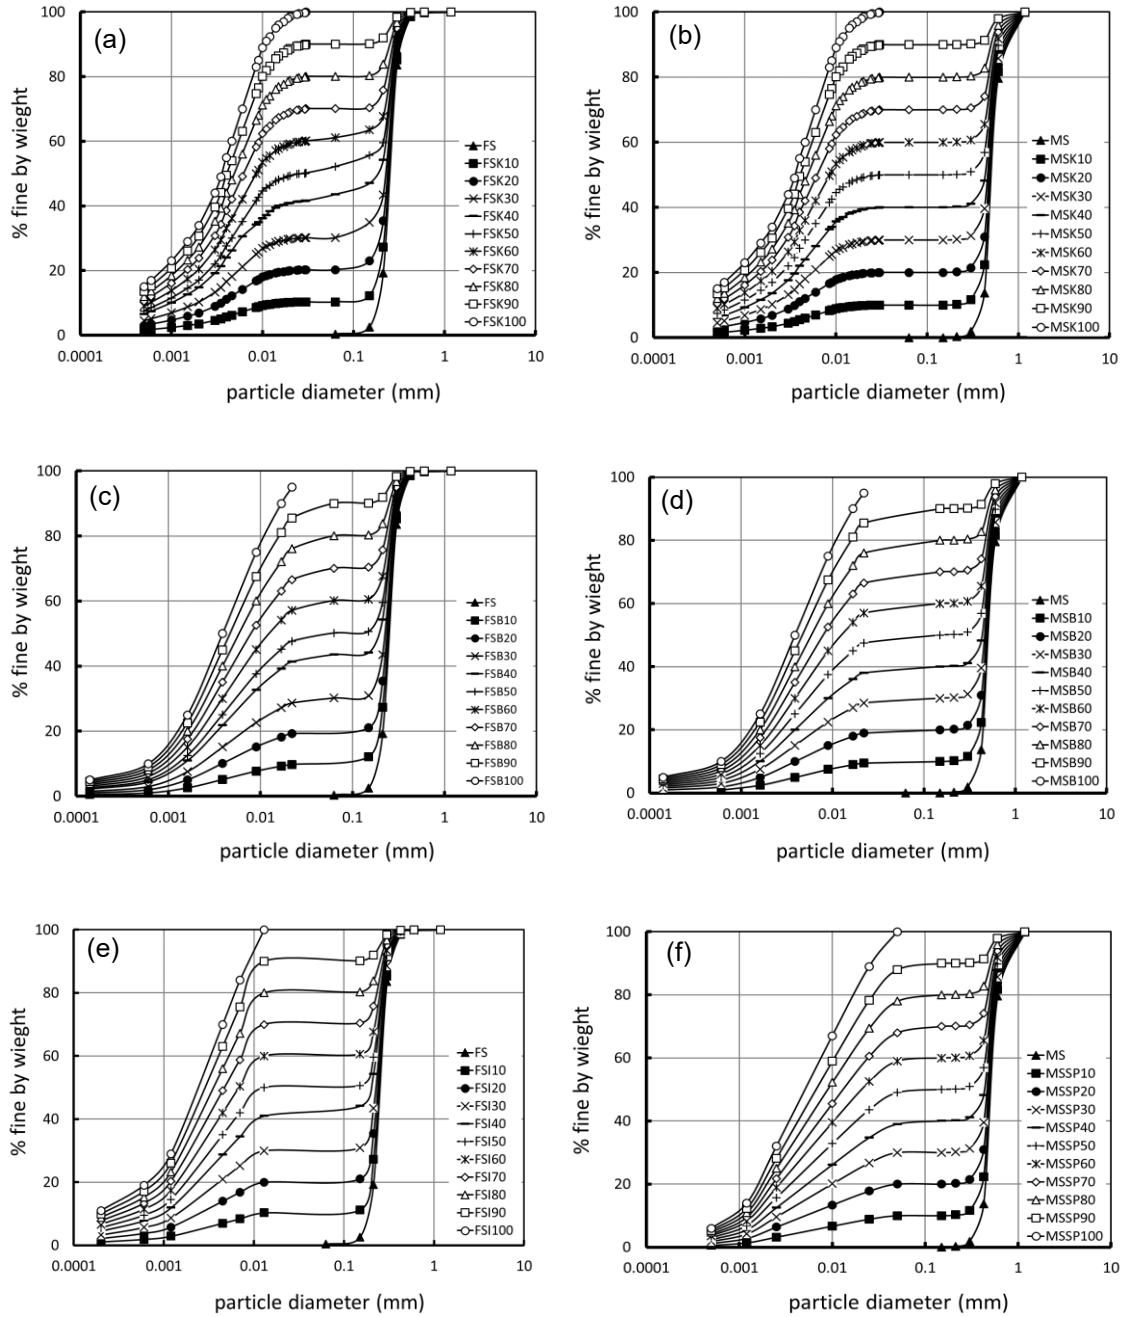 (a)
% fine by wieght
100
80
60
40
20
0
0.0001
0.001
0.01
0.1
1
10
particle diameter (mm)
FS
FSK10
FSK20
FSK30
FSK40
FSK50
FSK60
FSK70
FSK80
FSK90
FSK100
(b)
% fine by wieght
100
80
60
40
20
0
0.0001
0.001
0.01
0.1
1
10
particle diameter (mm)
MS
MSK10
MSK20
MSK30
MSK40
MSK50
MSK60
MSK70
MSK80
MSK90
MSK100
(c)
% fine by wieght
100
80
60
40
20
0
0.0001
0.001
0.01
0.1
1
10
particle diameter (mm)
FS
FSB10
FSB20
FSB30
FSB40
FSB50
FSB60
FSB70
FSB80
FSB90
FSB100
(d)
% fine by wieght
100
80
60
40
20
0
0.0001
0.001
0.01
0.1
1
10
particle diameter (mm)
MS
MSB10
MSB20
MSB30
MSB40
MSB50
MSB60
MSB70
MSB80
MSB90
MSB100
(e)
% fine by wieght
100
80
60
40
20
0
0.0001
0.001
0.01
0.1
1
10
particle diameter (mm)
FS
FSI10
FSI20
FSI30
FSI40
FSI50
FSI60
FSI70
FSI80
FSI90
FSI100
(f)
% fine by wieght
100
80
60
40
20
0
0.0001
0.001
0.01
0.1
1
10
particle diameter (mm)
MS
MSSP10
MSSP20
MSSP30
MSSP40
MSSP50
MSSP60
MSSP70
MSSP80
MSSP90
MSSP100